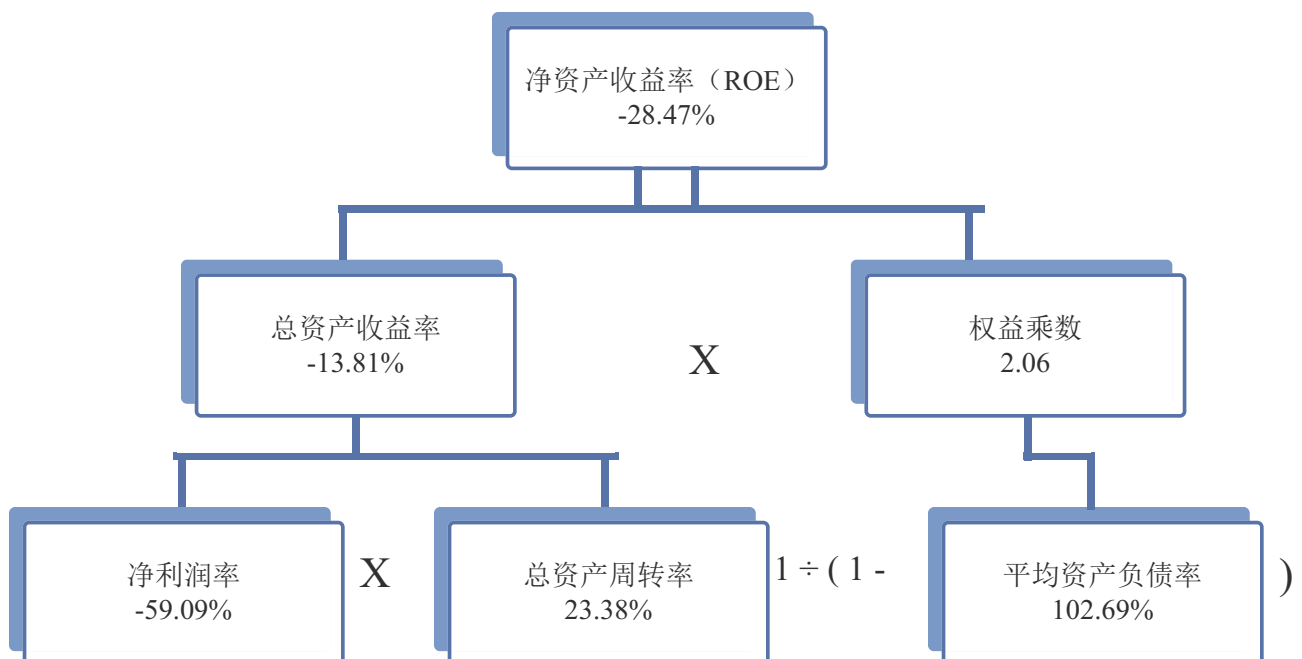 净资产收益率（ROE）
-28.47%
总资产收益率
-13.81%
X
权益乘数
2.06
净利润率
-59.09%
X
总资产周转率
23.38%
1 ÷ ( 1 -
平均资产负债率
102.69%
)